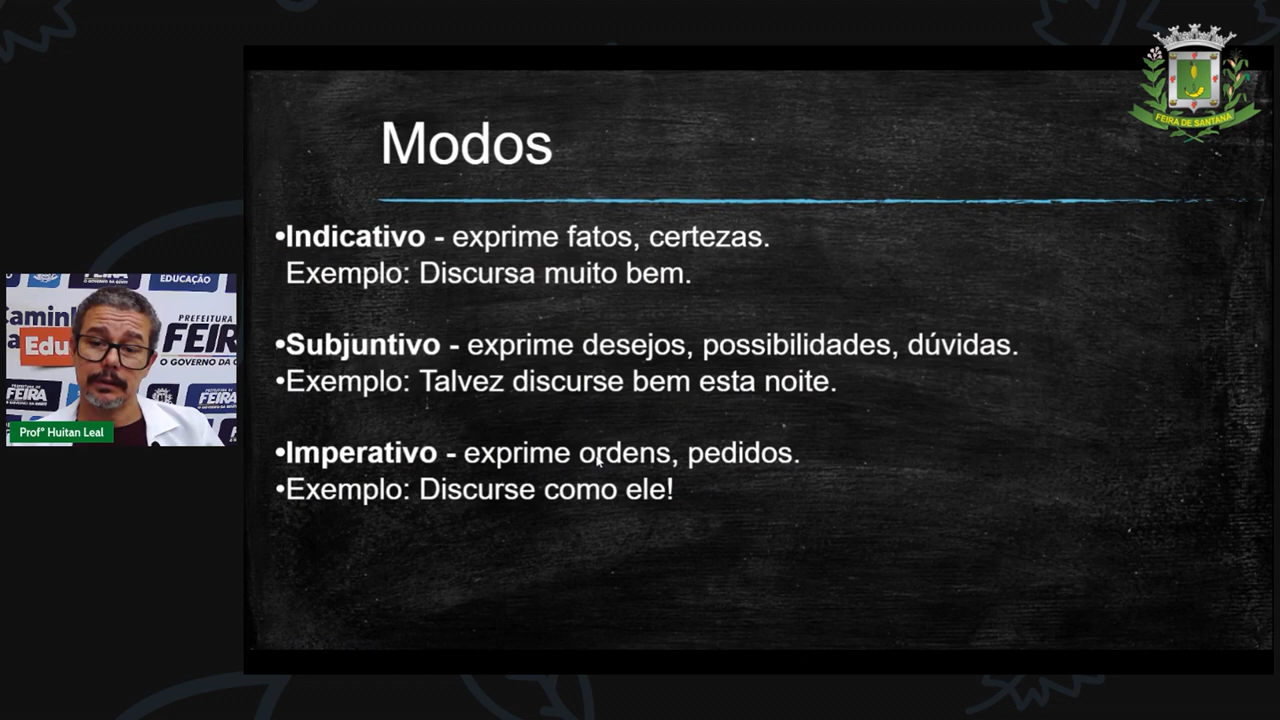 Modos
•Indicativo - exprime fatos, certezas.
Exemplo: Discursa muito bem.
•Subjuntivo - exprime desejos, possibilidades, dúvidas.
•Exemplo: Talvez discurse bem esta noite.
•Imperativo - exprime ordens, pedidos.
•Exemplo: Discurse como ele!
FEIRA DE SANTANA
EDUCAÇÃO
PREFEITURA
FEIR
O GOVERNO DA
Edu
FEIRA
FEIRA
Prof° Huitan Leal